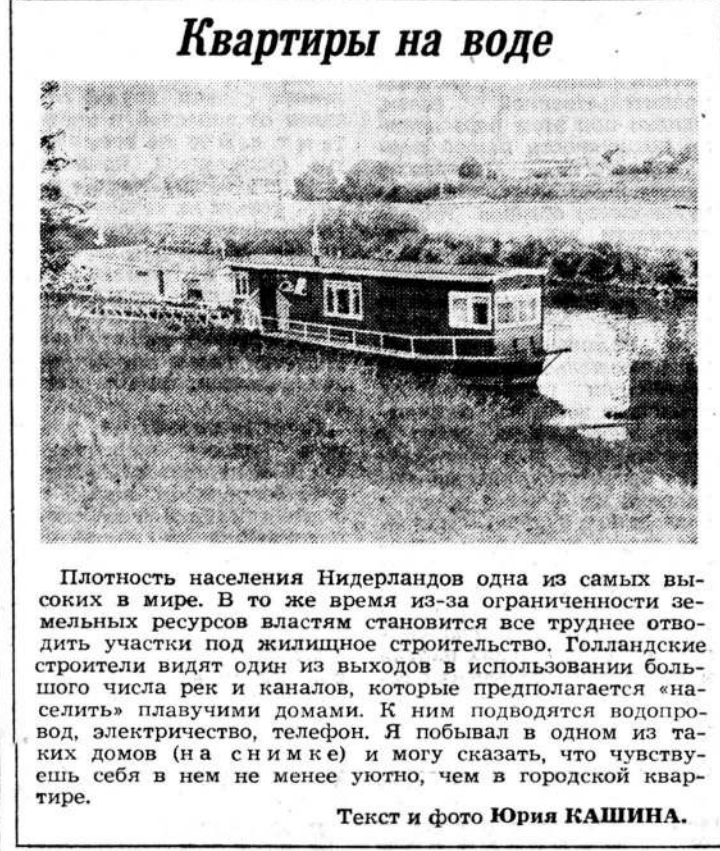 Квартиры на воде
Плотность населения Нидерландов одна из самых вы-
соких в мире. В то же время из-за ограниченности зе-
мельных ресурсов властям становится все труднее отво-
дить участки под жилищное строительство. Голландские
строители видят один из выходов в использовании боль-
шого числа рек и каналов, которые предполагается «на-
селить» плавучими домами. К ним подводятся водопро-
вод, электричество, телефон. Я побывал в одном из та-
ких домов (на снимке) и могу сказать, что чувству-
ешь себя в нем не менее уютно, чем в городской квар-
тире.
Текст и фото Юрия КАШИНА.